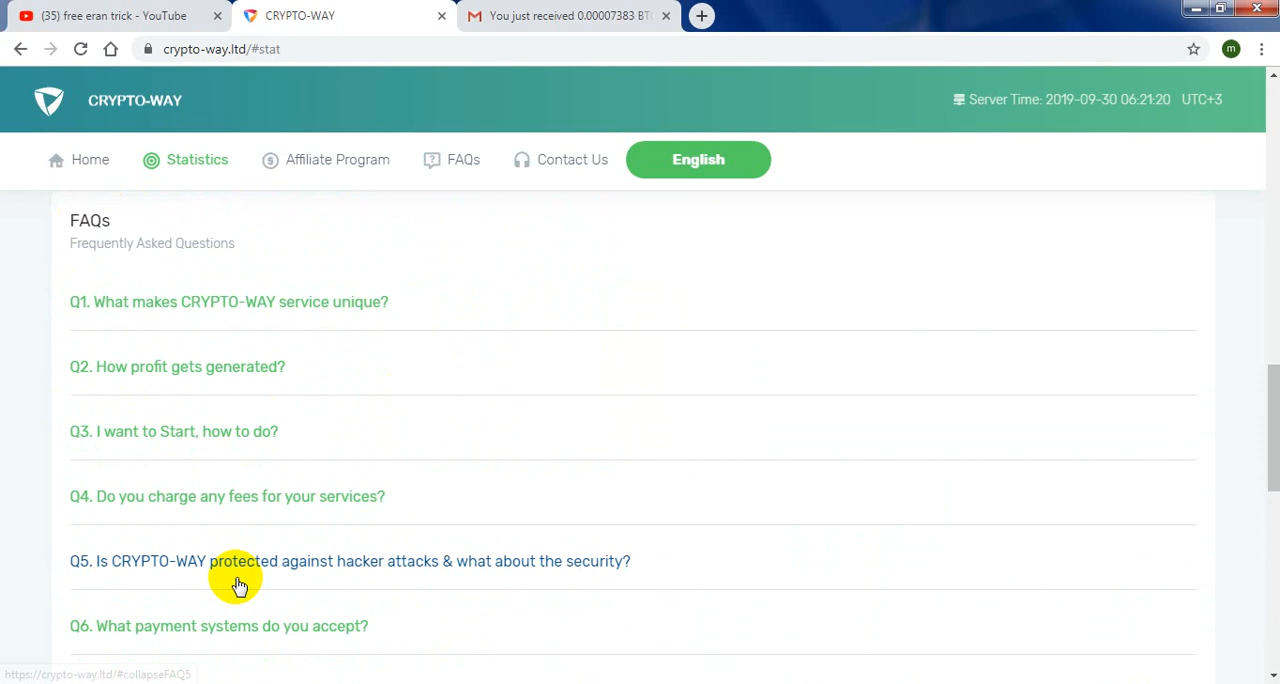 (35) free eran trick - YouTube
CRYPTO-WAY
You just received 0.00007383 BTC
crypto-way.ltd/#stat
m
CRYPTO-WAY
Server Time: 2019-09-30 06:21:20 UTC+3
Home
Statistics
Affiliate Program
FAQs
Contact Us
English
FAQs
Frequently Asked Questions
Q1. What makes CRYPTO-WAY service unique?
Q2. How profit gets generated?
Q3. I want to Start, how to do?
Q4. Do you charge any fees for your services?
Q5. Is CRYPTO-WAY protected against hacker attacks & what about the security?
Q6. What payment systems do you accept?
https://crypto-way.ltd/#collapseFAQ5